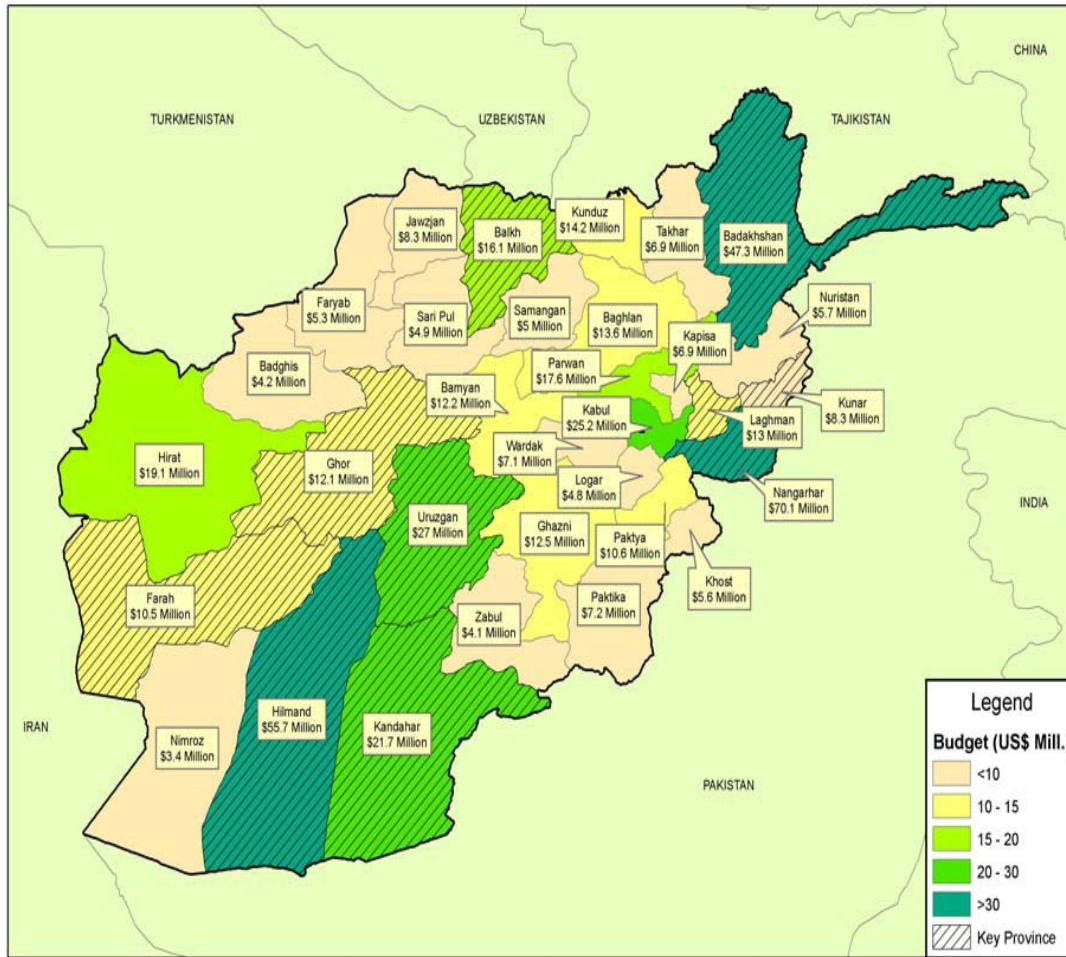 CHINA
TURKMENISTAN
UZBEKISTAN
TAJIKISTAN
Jawzjan
$8.3 Million
Balkh
$16.1 Million
Kunduz
$14.2 Million
Takhar
$6.9 Million
Badakhshan
$47.3 Million
Nuristan
$5.7 Million
Faryab
$5.3 Million
Sari Pul
$4.9 Million
Samangan
$5 Million
Baghlan
$13.6 Million
Kapisa
$6.9 Million
Badghis
$4.2 Million
Bamyan
$12.2 Million
Parwan
$17.6 Million
Kabul
$25.2 Million
Laghman
$13 Million
Kunar
$8.3 Million
Hirat
$19.1 Million
Ghor
$12.1 Million
Wardak
$7.1 Million
Logar
$4.8 Million
Nangarhar
$70.1 Million
INDIA
Uruzgan
$27 Million
Ghazni
$12.5 Million
Paktya
$10.6 Million
Khost
$5.6 Million
Farah
$10.5 Million
Zabul
$4.1 Million
Paktika
$7.2 Million
IRAN
Nimroz
$3.4 Million
Hilmand
$55.7 Million
Kandahar
$21.7 Million
PAKISTAN
Legend
Budget (US$ Mill.
<10
10 - 15
15 - 20
20 - 30
>30
Key Province